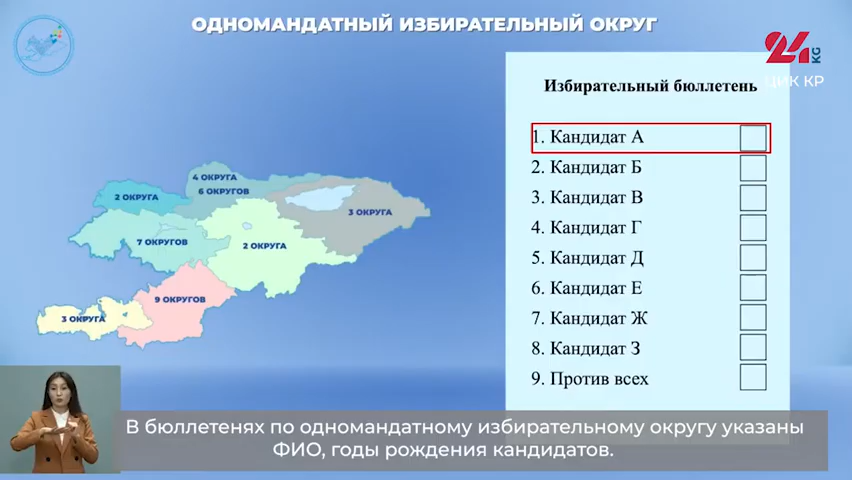 ОДНОМАНДАТНЫЙ ИЗБИРАТЕЛЬНЫЙ ОКРУГ
24
KG
ЦИК КР
Избирательный бюллетень
1. Кандидат А
2. Кандидат Б
3. Кандидат В
4. Кандидат Г
5. Кандидат Д
6. Кандидат Е
7. Кандидат Ж
8. Кандидат З
9. Против всех
4 ОКРУГА
6 ОКРУГОВ
2 ОКРУГА
3 ОКРУГА
7 ОКРУГОВ
2 ОКРУГА
9 ОКРУГОВ
3 ОКРУГА
В бюллетенях по одномандатному избирательному округу указаны
ФИО, годы рождения кандидатов.